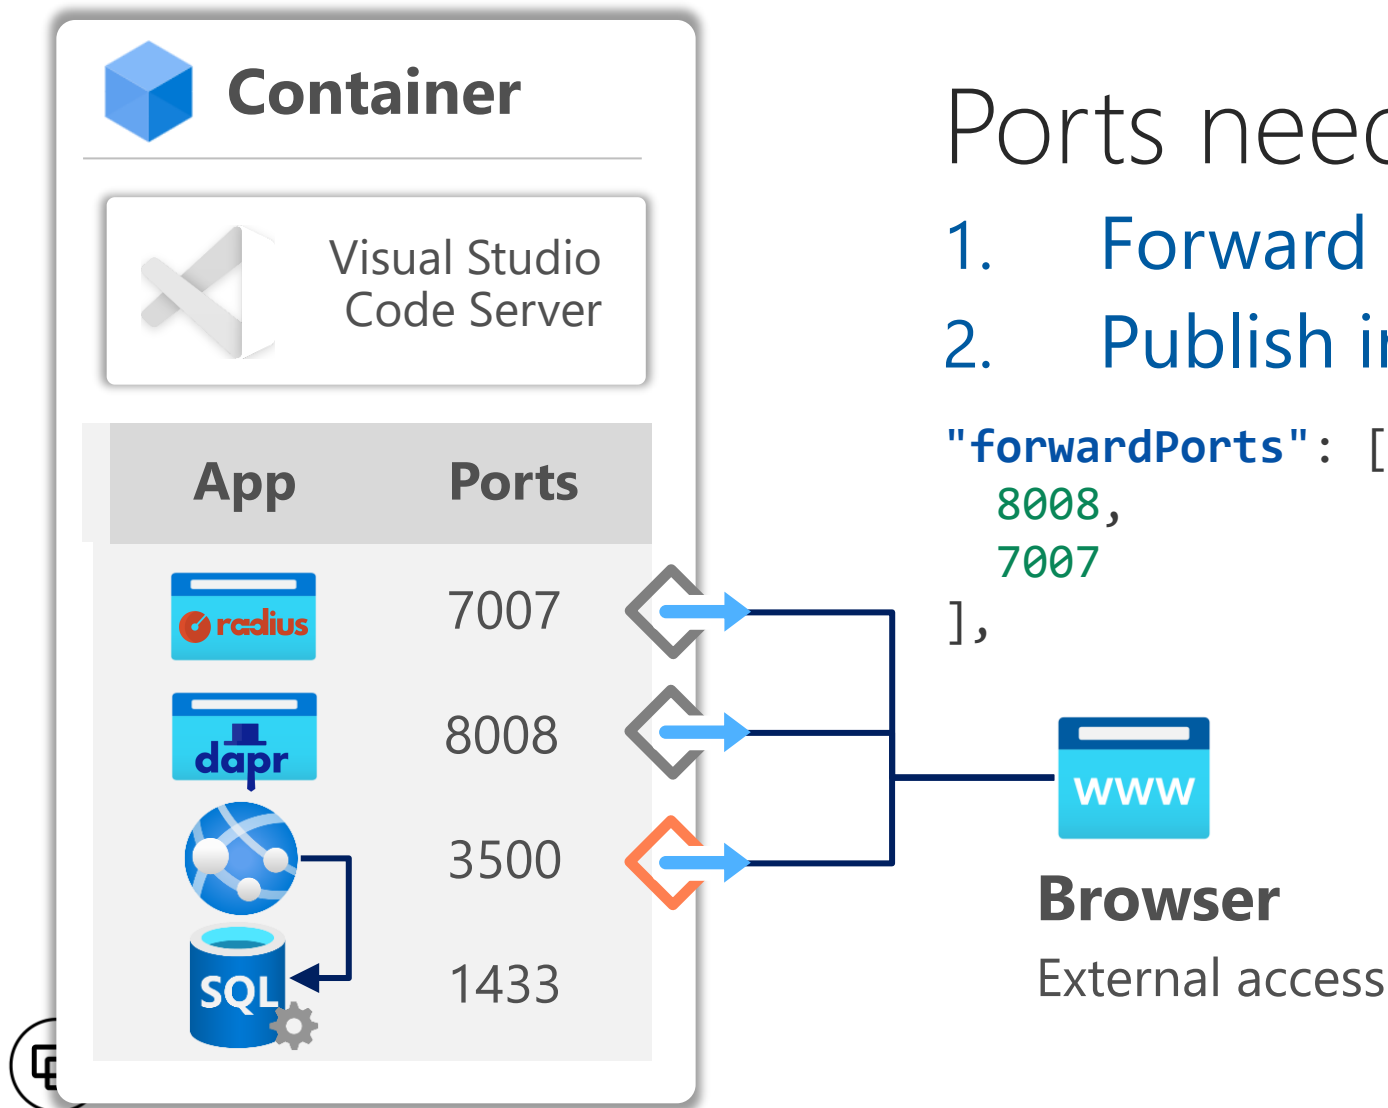 Container
Visual Studio
Code Server
App Ports
radius 7007
dapr 8008
3500
SQL 1433
Ports need
1. Forward
2. Publish in
"forwardPorts": [
8008,
7007
],
www
Browser
External access